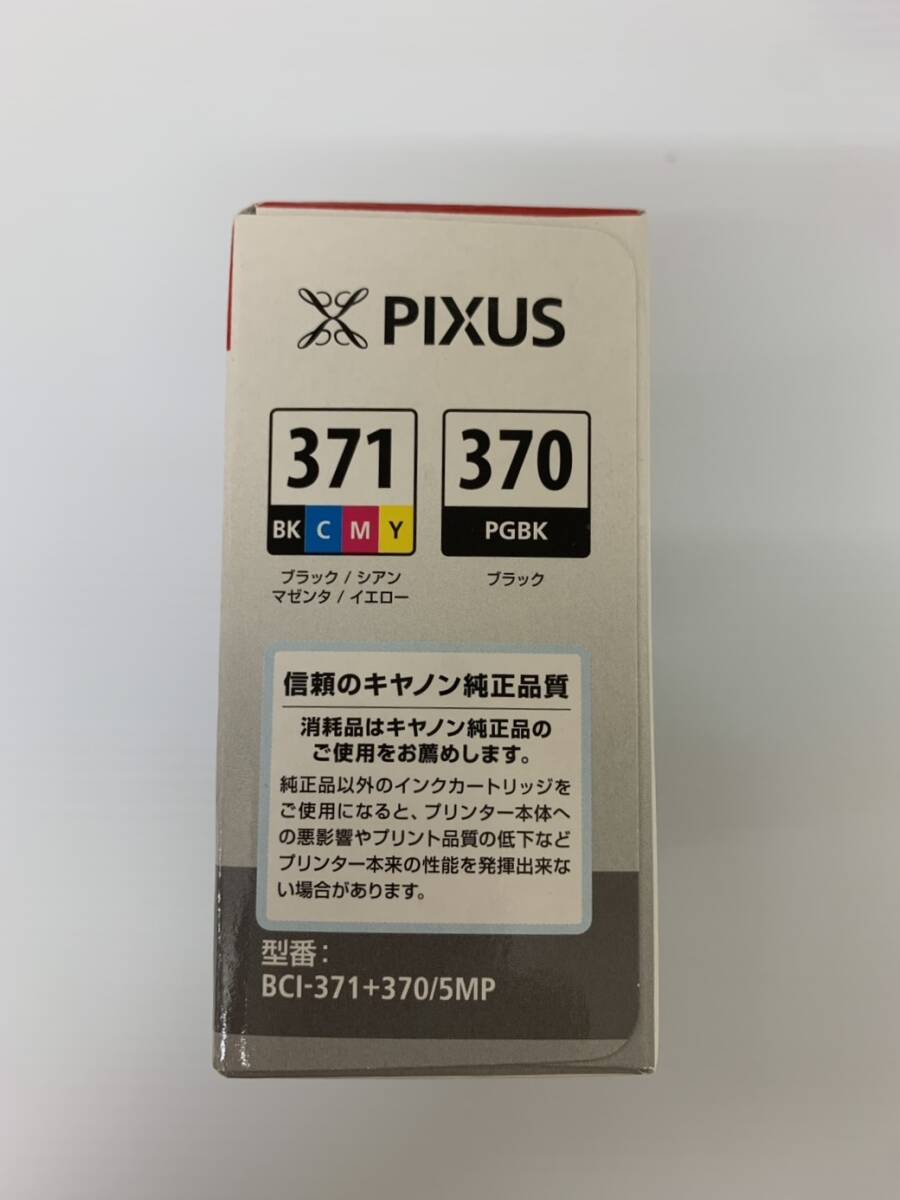 PIXUS
371
BK C M Y
ブラック / シアン
マゼンタ / イエロー
370
PGBK
ブラック
信頼のキヤノン純正品質
消耗品はキヤノン純正品の
ご使用をお薦めします。
純正品以外のインクカートリッジを
ご使用になると、プリンター本体へ
の悪影響やプリント品質の低下など
プリンター本来の性能を発揮出来な
い場合があります。
型番：
BCI-371+370/5MP